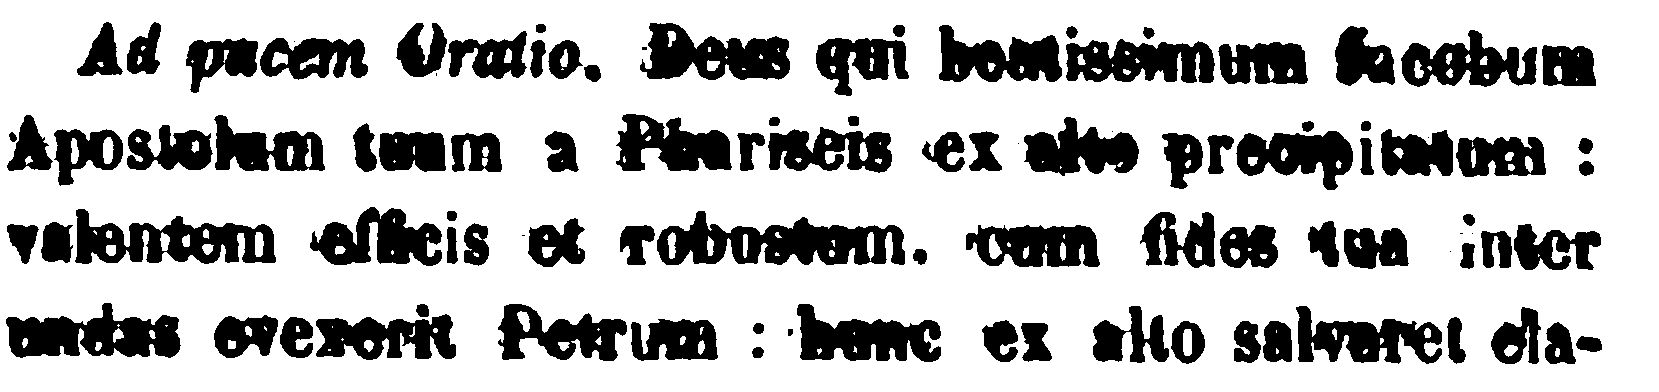 Ad pacem Oratio. Deus qui beatissimum Jacobum
Apostolum tuum a Phariseis ex alto precipitatum :
valentem efficis et robustum. cum fides tua inter
undas evexerit Petrum : hunc ex alto salvaret ela-